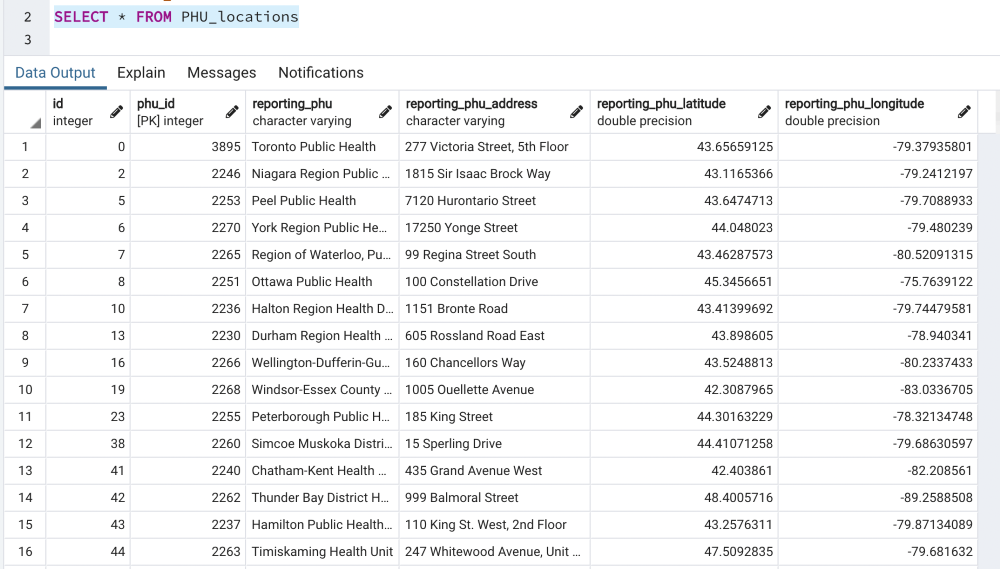 2 SELECT * FROM PHU_locations
3
Data Output Explain Messages Notifications
id phu_id reporting_phu reporting_phu_address reporting_phu_latitude reporting_phu_longitude
integer [PK] integer character varying character varying double precision double precision
1 0 3895 Toronto Public Health 277 Victoria Street, 5th Floor 43.65659125 -79.37935801
2 2 2246 Niagara Region Public ... 1815 Sir Isaac Brock Way 43.1165366 -79.2412197
3 5 2253 Peel Public Health 7120 Hurontario Street 43.6474713 -79.7088933
4 6 2270 York Region Public He... 17250 Yonge Street 44.048023 -79.480239
5 7 2265 Region of Waterloo, Pu... 99 Regina Street South 43.46287573 -80.52091315
6 8 2251 Ottawa Public Health 100 Constellation Drive 45.3456651 -75.7639122
7 10 2236 Halton Region Health D... 1151 Bronte Road 43.41399692 -79.74479581
8 13 2230 Durham Region Health ... 605 Rossland Road East 43.898605 -78.940341
9 16 2266 Wellington-Dufferin-Gu... 160 Chancellors Way 43.5248813 -80.2337433
10 19 2268 Windsor-Essex County ... 1005 Ouellette Avenue 42.3087965 -83.0336705
11 23 2255 Peterborough Public H... 185 King Street 44.30163229 -78.32134748
12 38 2260 Simcoe Muskoka Distri... 15 Sperling Drive 44.41071258 -79.68630597
13 41 2240 Chatham-Kent Health ... 435 Grand Avenue West 42.403861 -82.208561
14 42 2262 Thunder Bay District H... 999 Balmoral Street 48.4005716 -89.2588508
15 43 2237 Hamilton Public Health... 110 King St. West, 2nd Floor 43.2576311 -79.87134089
16 44 2263 Timiskaming Health Unit 247 Whitewood Avenue, Unit ... 47.5092835 -79.681632